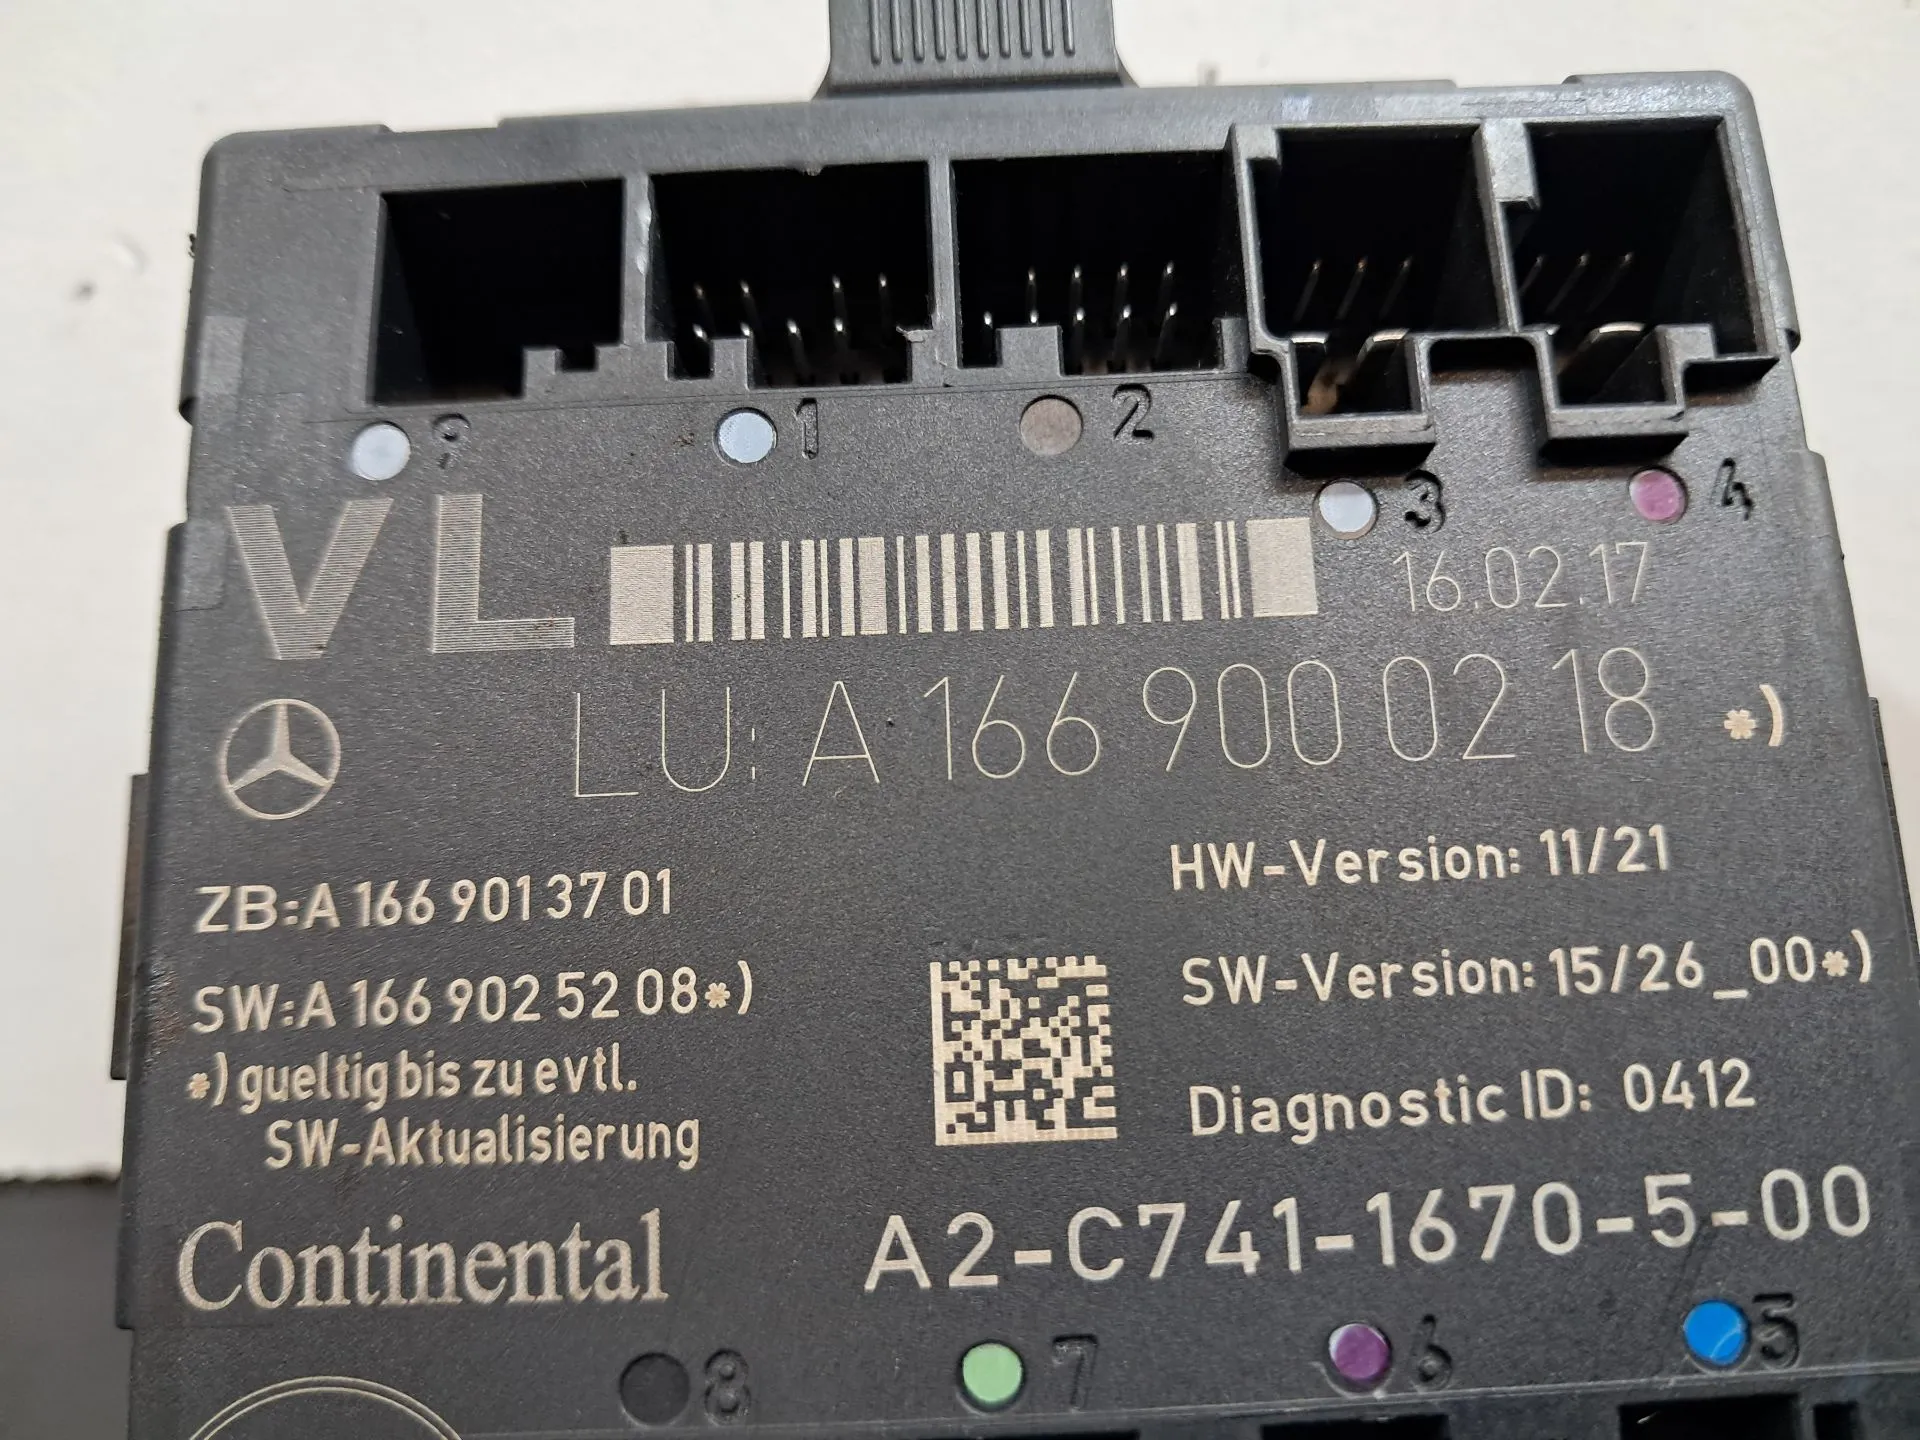 9 1 2
3 4
VL
16.02.17
LU: A 166 900 02 18 *)
ZB:A 166 901 37 01
HW-Version: 11/21
SW:A 166 902 52 08*)
SW-Version: 15/26_00*)
*) gueltig bis zu evtl.
SW-Aktualisierung
Diagnostic ID: 0412
Continental
A2-C741-1670-5-00
8 7 6 5